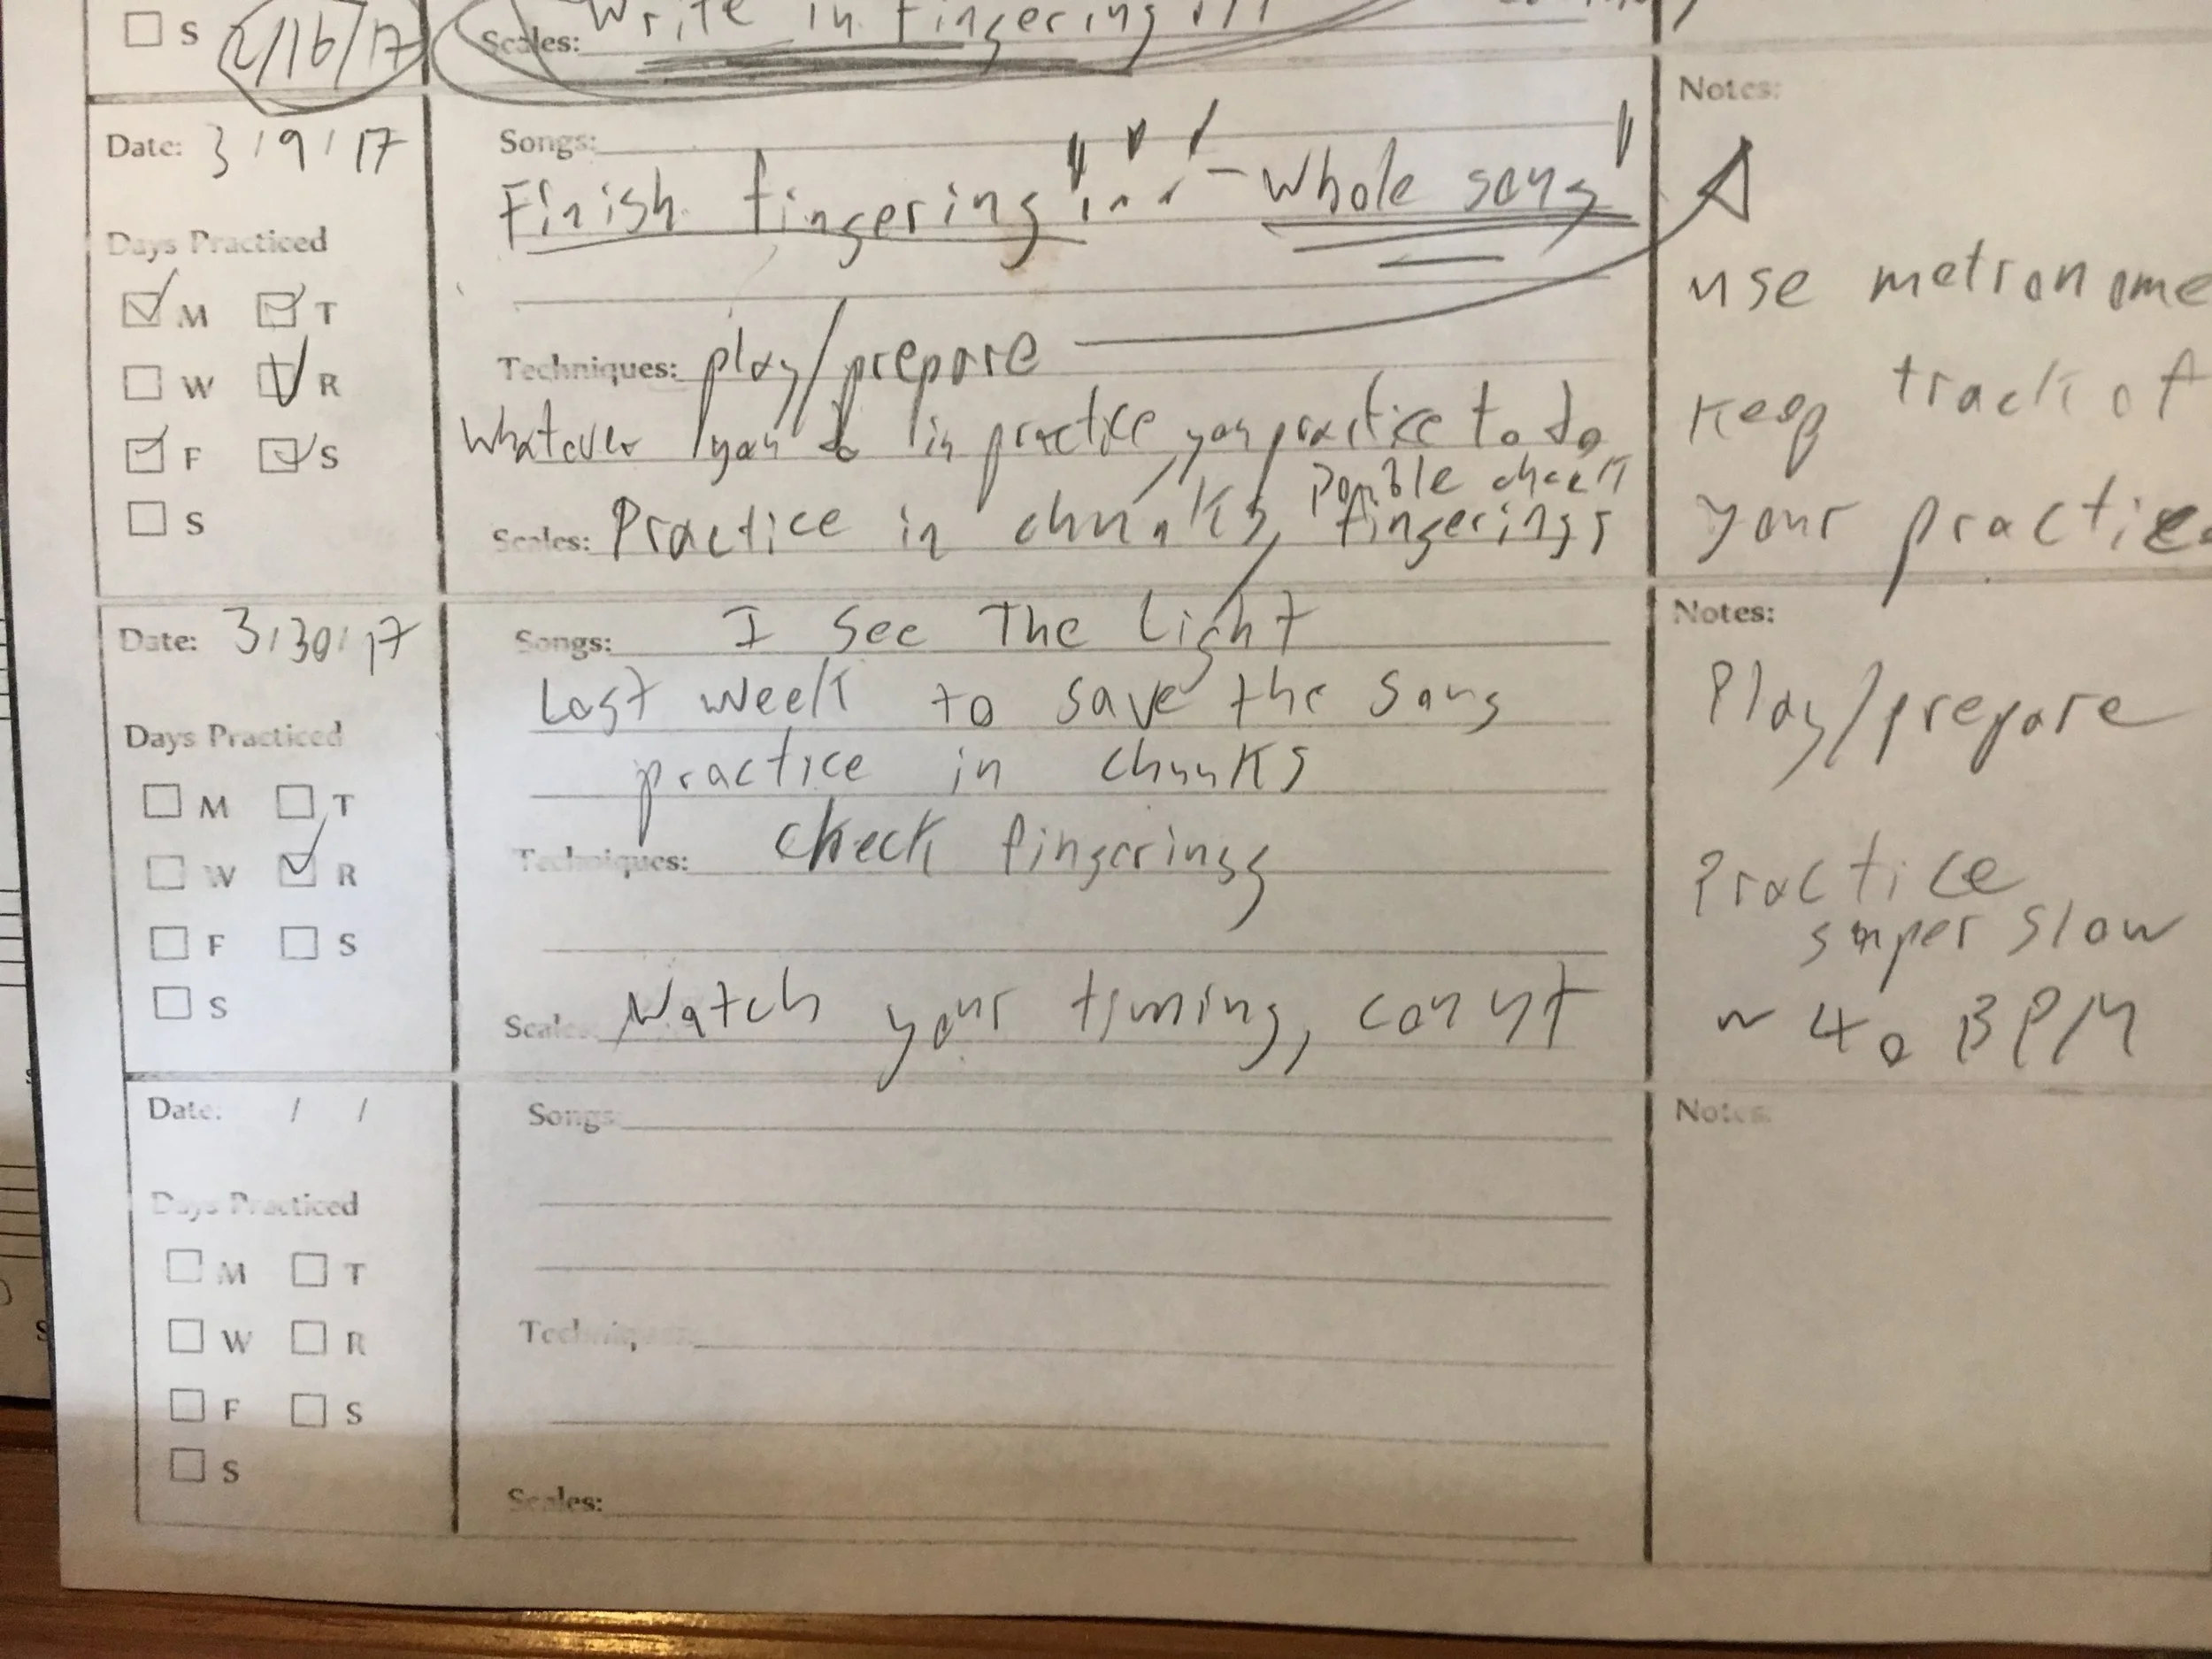 S 2/16/17
Scales: Write in fingering !!!
Date: 3/9/17
Days Practiced
M T
W R
F S
S
Songs:
Finish fingering!!! - Whole song!
Techniques: play/prepare
Whatever you do in practice, you practice to do
Scales: Practice in chunks, Double check
fingerings
Notes:
use metronome
Keep track of
your practice
Date: 3/30/17
Days Practiced
M T
W R
F S
S
Songs: I See The Light
Last week to save the song
practice in chunks
Techniques: check fingerings
Scales: Watch your timing, count
Notes:
Play/prepare
Practice
super slow
~ 40 BPM
Date: / /
Days Practiced
M T
W R
F S
S
Songs:
Techniques:
Scales:
Notes: